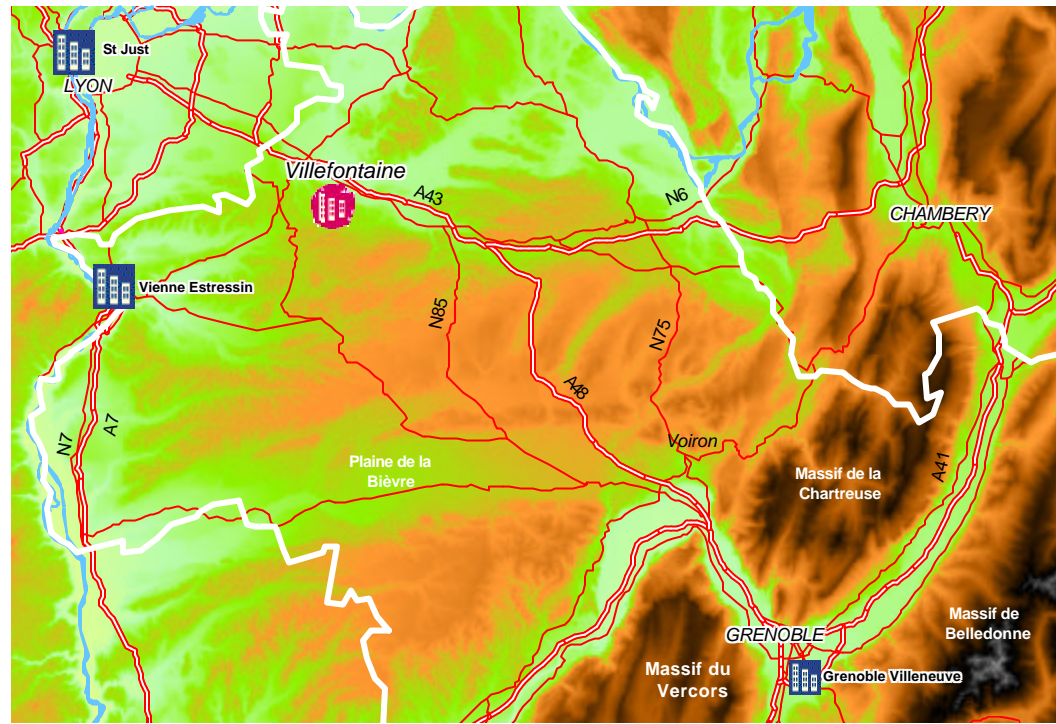 St Just
LYON
Villefontaine
A43
N6
CHAMBERY
Vienne Estressin
N85
N75
A48
N7
A7
Voiron
Plaine de la
Bièvre
Massif de la
Chartreuse
A41
Massif de
Belledonne
GRENOBLE
Massif du
Vercors
Grenoble Villeneuve